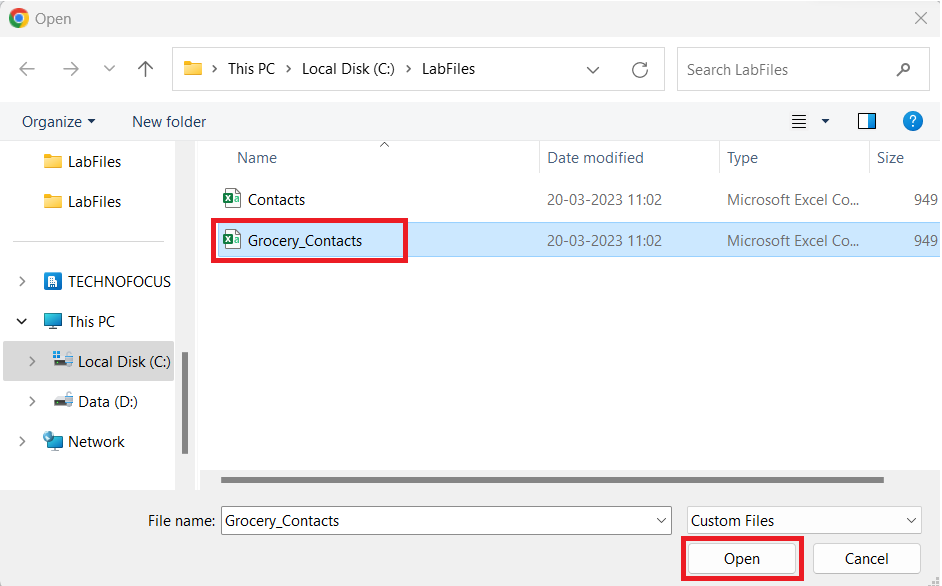 Open
This PC > Local Disk (C:) > LabFiles
Search LabFiles
Organize
New folder
?
Name
Date modified
Type
Size
LabFiles
LabFiles
TECHNOFOCUS
This PC
Local Disk (C:)
Data (D:)
Network
Contacts 20-03-2023 11:02 Microsoft Excel Co... 949
Grocery_Contacts 20-03-2023 11:02 Microsoft Excel Co... 949
File name: Grocery_Contacts
Custom Files
Open
Cancel